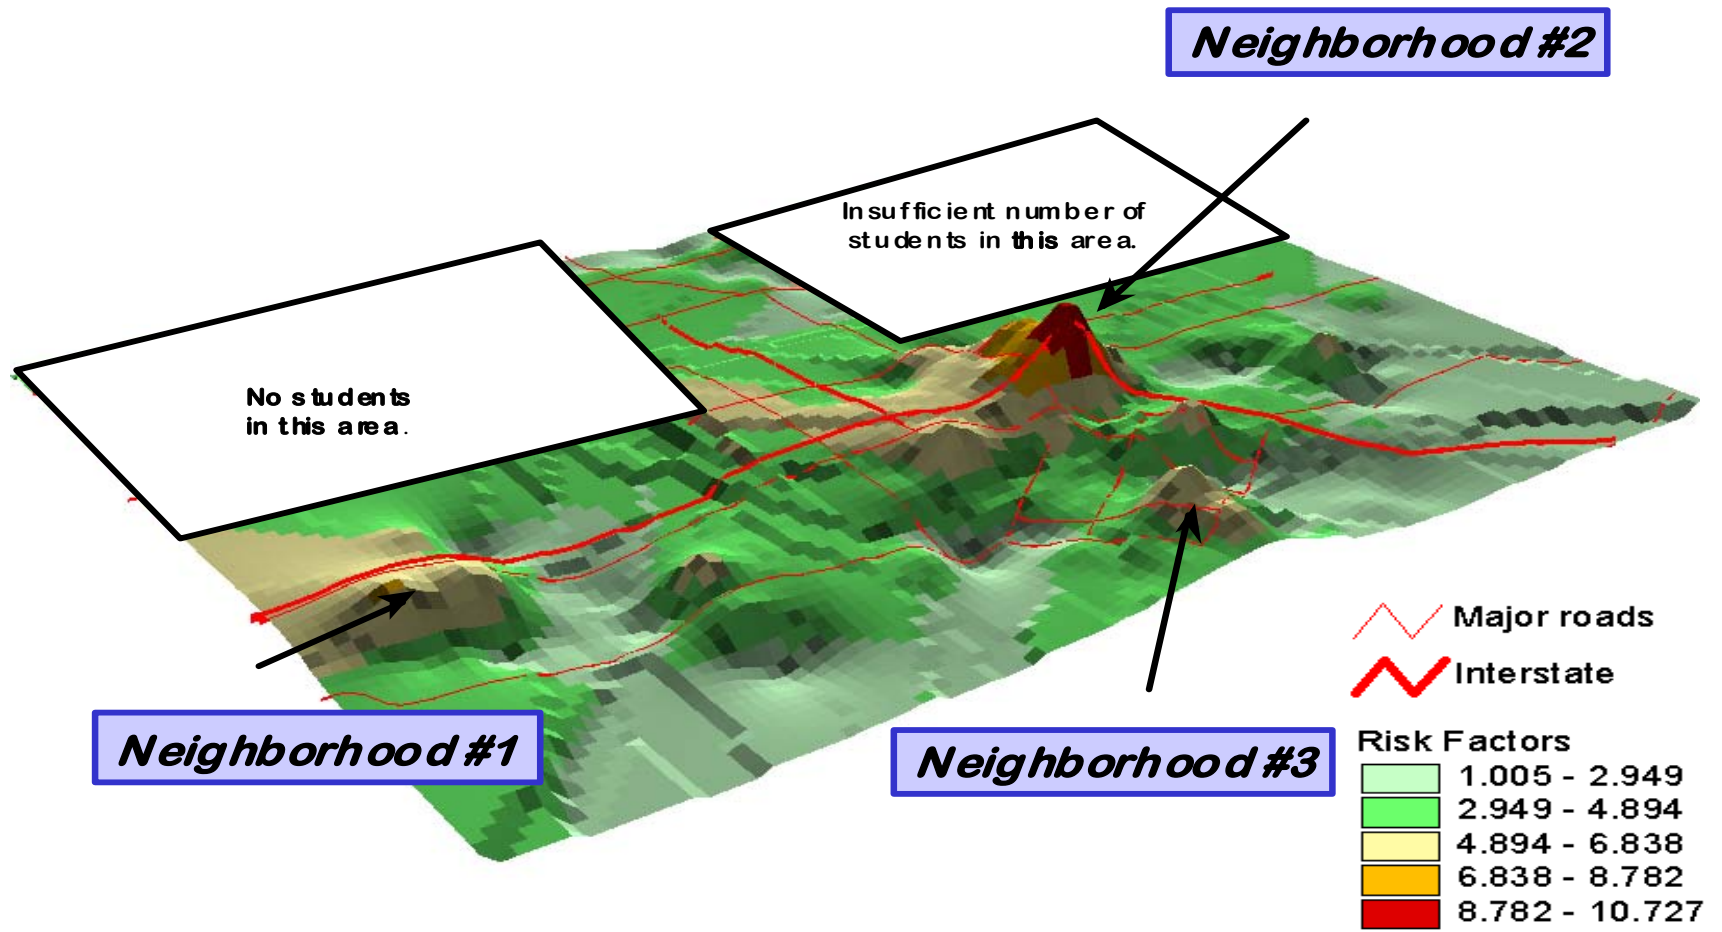 Neighborhood #2
Insufficient number of
students in this area.
No students
in this area.
Neighborhood #1
Neighborhood #3
Major roads
Interstate
Risk Factors
1.005 - 2.949
2.949 - 4.894
4.894 - 6.838
6.838 - 8.782
8.782 - 10.727